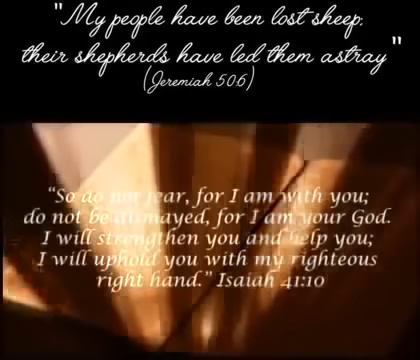 "My people have been lost sheep:
their shepherds have led them astray"
(Jeremiah 50:6)
"So do not fear, for I am with you;
do not be dismayed, for I am your God.
I will strengthen you and help you;
I will uphold you with my righteous
right hand." Isaiah 41:10